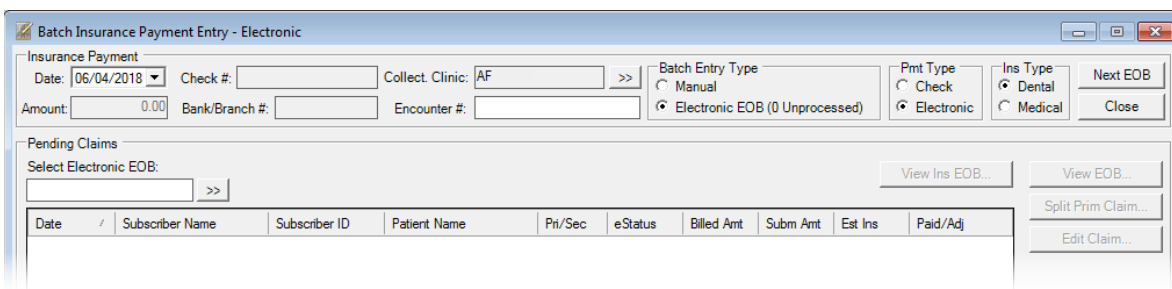 Batch Insurance Payment Entry - Electronic
Insurance Payment
Date: 06/04/2018 Check #: Collect. Clinic: AF >>
Amount: 0.00 Bank/Branch #: Encounter #:
Batch Entry Type
Manual
Electronic EOB (0 Unprocessed)
Pmt Type
Check
Electronic
Ins Type
Dental
Medical
Next EOB
Close
Pending Claims
Select Electronic EOB:
>>
View Ins EOB...
View EOB...
Split Prim Claim...
Edit Claim...
Date / Subscriber Name Subscriber ID Patient Name Pri/Sec eStatus Billed Amt Subm Amt Est Ins Paid/Adj